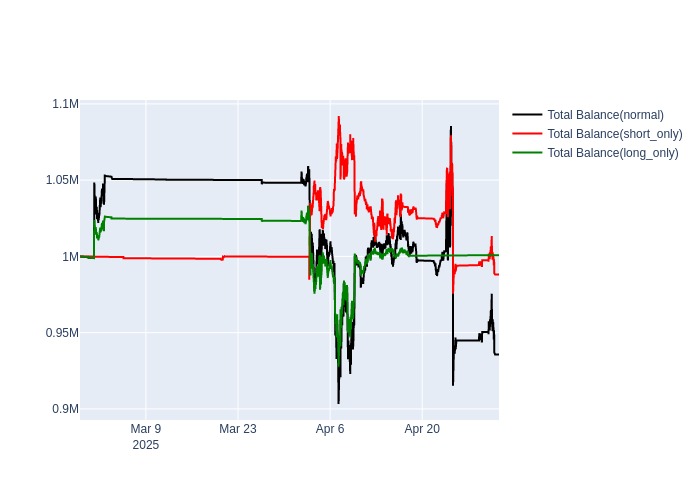 1.1M
1.05M
1M
0.95M
0.9M
Mar 9
2025
Mar 23
Apr 6
Apr 20
Total Balance(normal)
Total Balance(short_only)
Total Balance(long_only)